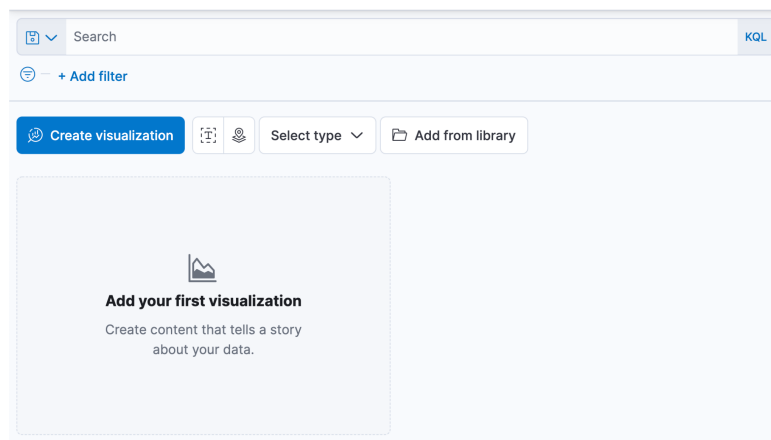 Search
KQL
+ Add filter
Create visualization
T
Select type
Add from library
Add your first visualization
Create content that tells a story
about your data.